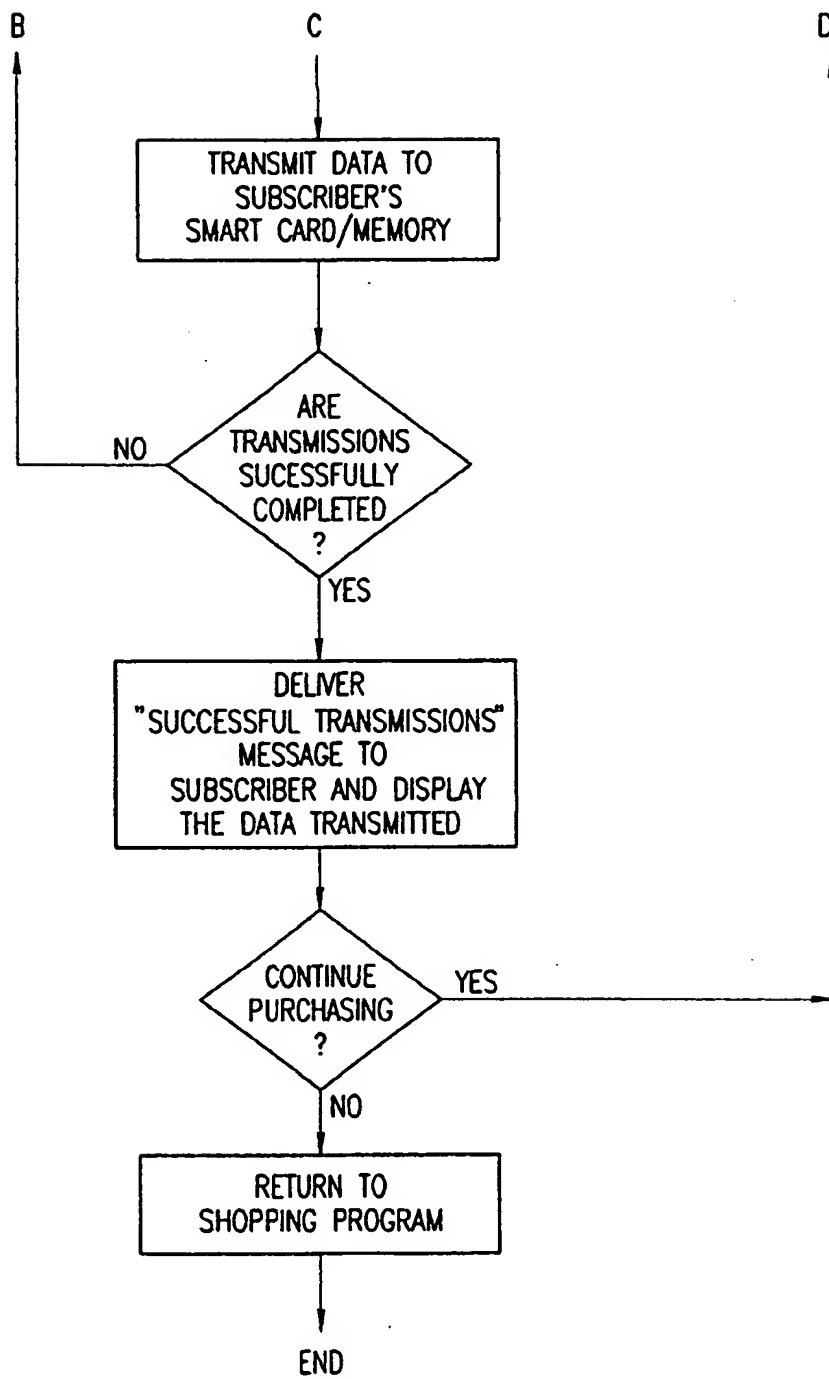 B
C
D
TRANSMIT DATA TO
SUBSCRIBER'S
SMART CARD/MEMORY
ARE
TRANSMISSIONS
SUCESSFULLY
COMPLETED
?
NO
YES
DELIVER
"SUCCESSFUL TRANSMISSIONS"
MESSAGE TO
SUBSCRIBER AND DISPLAY
THE DATA TRANSMITTED
CONTINUE
PURCHASING
?
YES
NO
RETURN TO
SHOPPING PROGRAM
END